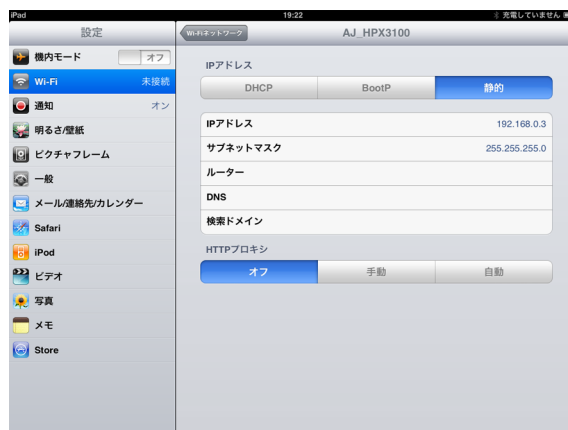 iPad 19:22 充電していません
設定
Wi-Fiネットワーク AJ_HPX3100
機内モード オフ
Wi-Fi 未接続
通知 オン
明るさ/壁紙
ピクチャフレーム
一般
メール/連絡先/カレンダー
Safari
iPod
ビデオ
写真
メモ
Store
IPアドレス
DHCP BootP 静的
IPアドレス 192.168.0.3
サブネットマスク 255.255.255.0
ルーター
DNS
検索ドメイン
HTTPプロキシ
オフ 手動 自動